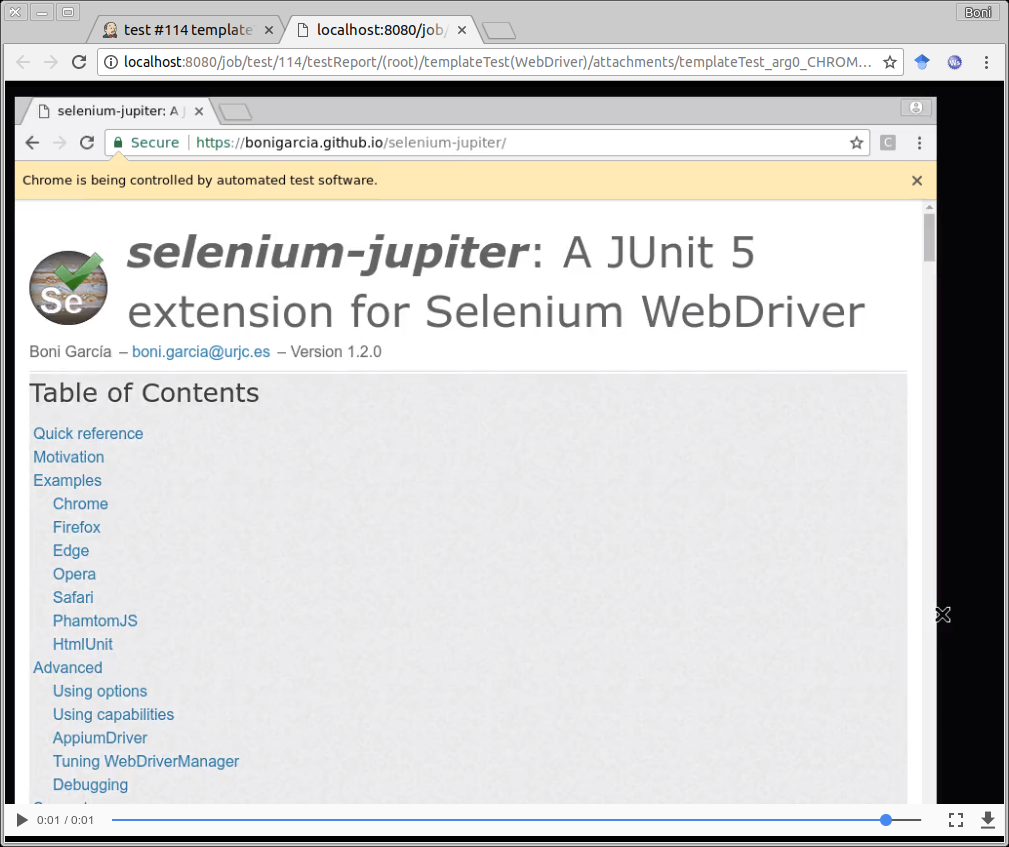 Boni
test #114 template
localhost:8080/job/
localhost:8080/job/test/114/testReport/(root)/templateTest(WebDriver)/attachments/templateTest_arg0_CHROM...
selenium-jupiter: A J
Secure https://bonigarcia.github.io/selenium-jupiter/
C
Chrome is being controlled by automated test software.
Se
selenium-jupiter: A JUnit 5
extension for Selenium WebDriver
Boni García – boni.garcia@urjc.es – Version 1.2.0
Table of Contents
Quick reference
Motivation
Examples
Chrome
Firefox
Edge
Opera
Safari
PhamtomJS
HtmlUnit
Advanced
Using options
Using capabilities
AppiumDriver
Tuning WebDriverManager
Debugging
0:01 / 0:01